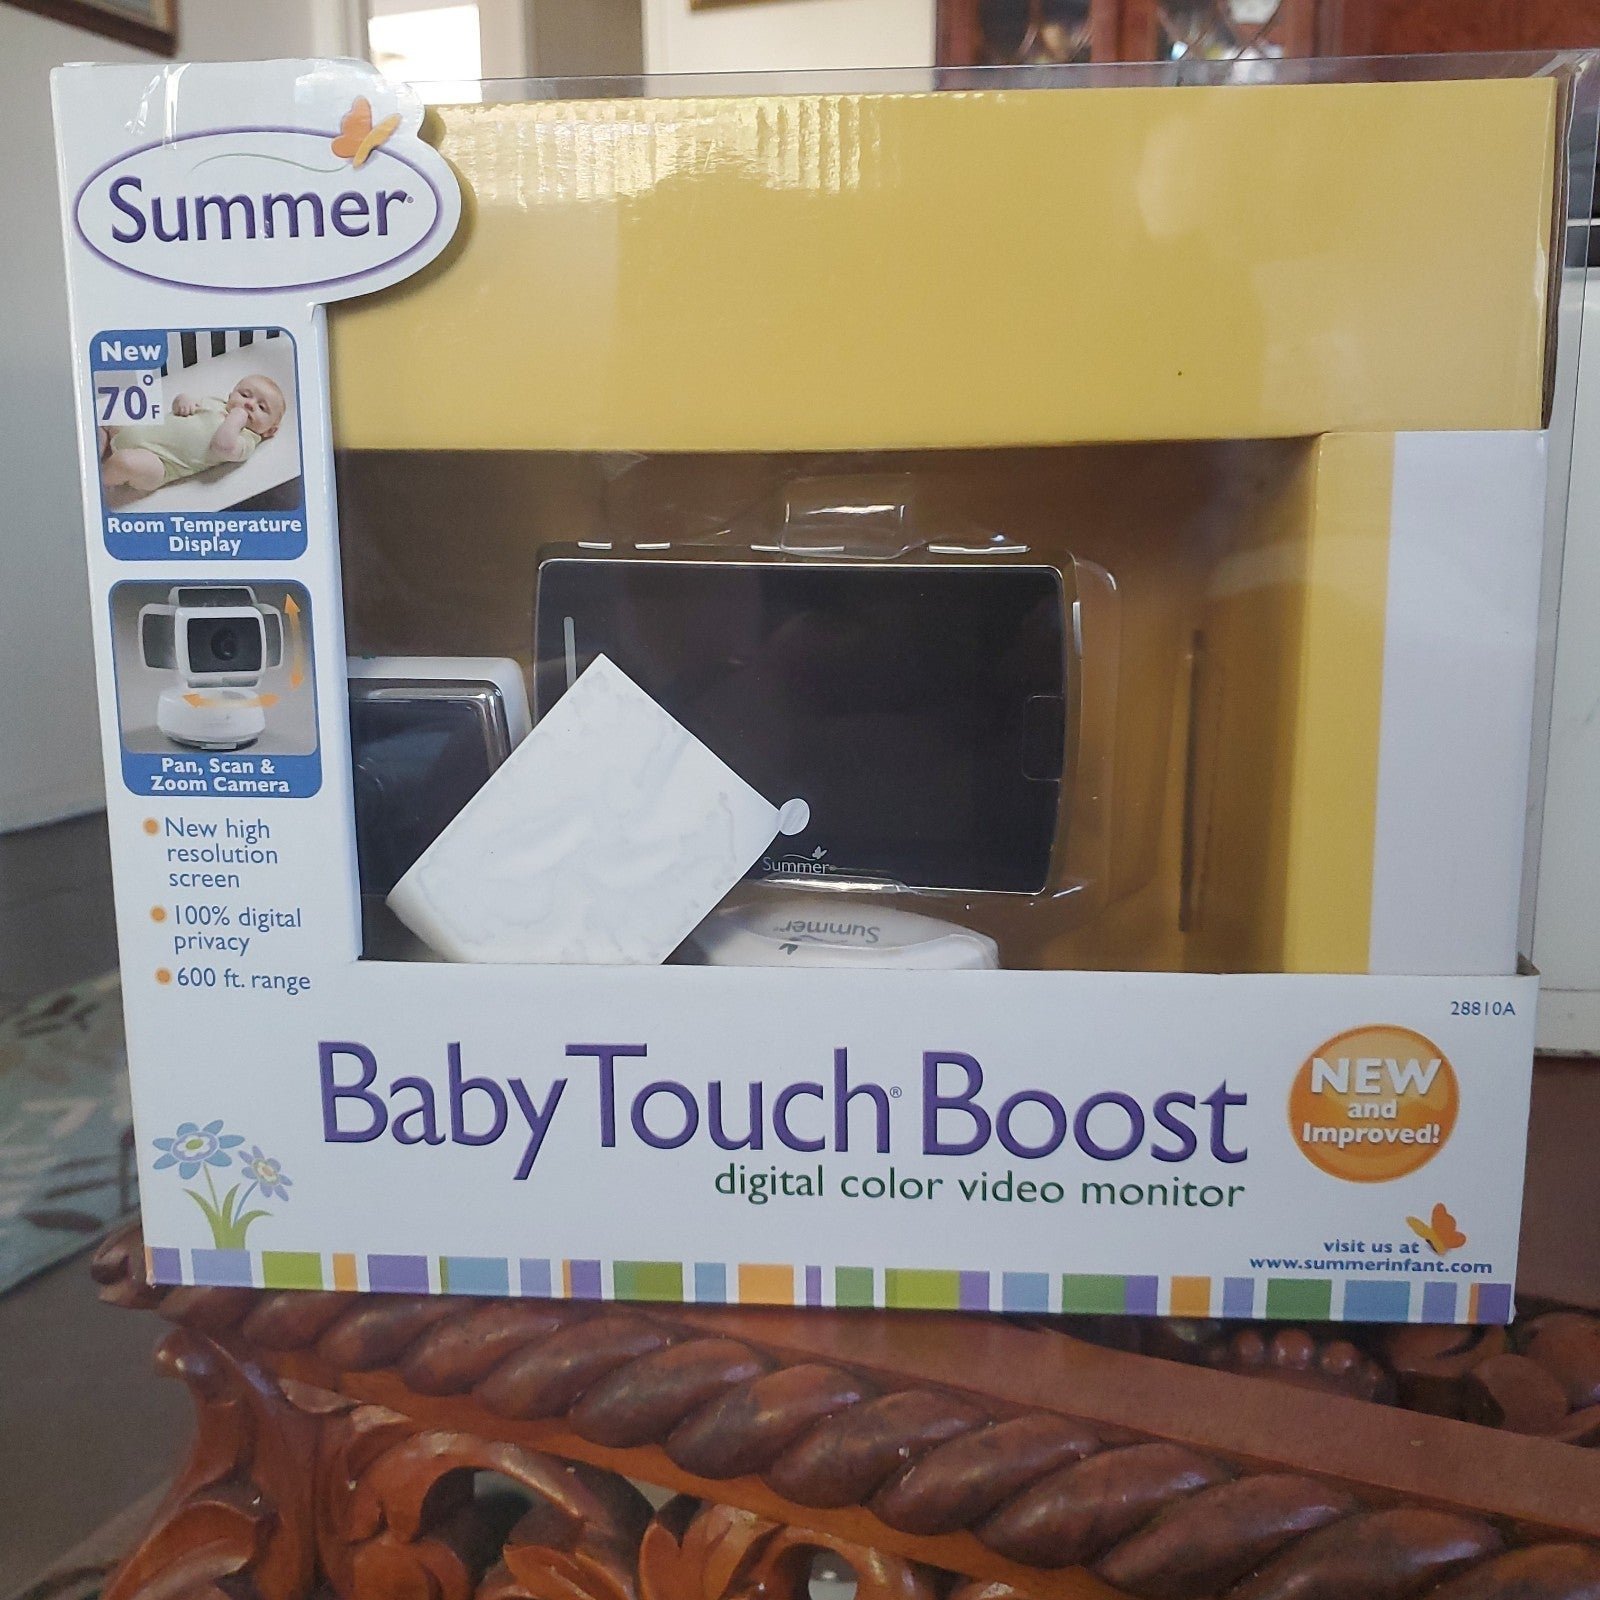 Summer®
New
70°F
Room Temperature
Display
Pan, Scan &
Zoom Camera
New high
resolution
screen
100% digital
privacy
600 ft. range
Summer®
Summer®
28810A
BabyTouch® Boost
digital color video monitor
NEW
and
Improved!
visit us at
www.summerinfant.com